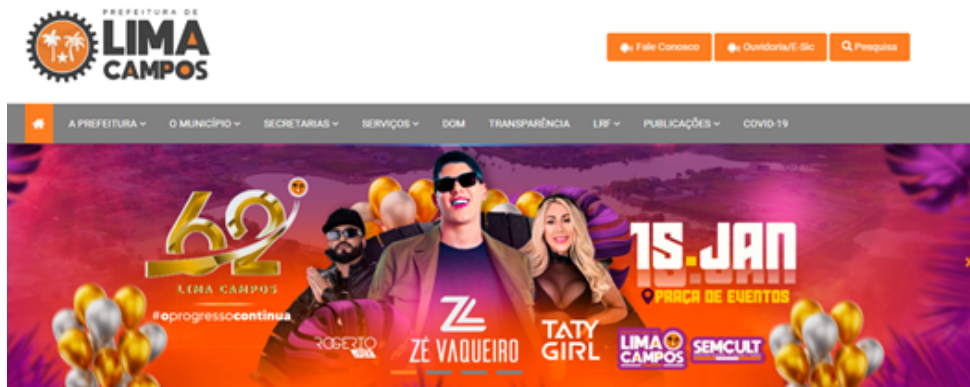 PREFEITURA DE
LIMA
CAMPOS
Fale Conosco
Ouvidoria/E-Sic
Pesquisa
A PREFEITURA
O MUNICÍPIO
SECRETARIAS
SERVIÇOS
DOM
TRANSPARÊNCIA
LRF
PUBLICAÇÕES
COVID-19
62
LIMA CAMPOS
#oprogressocontinua
ROGERTO
ZÉ VAQUEIRO
TATY
GIRL
15.JAN
PRAÇA DE EVENTOS
LIMA
CAMPOS
SEMCULT